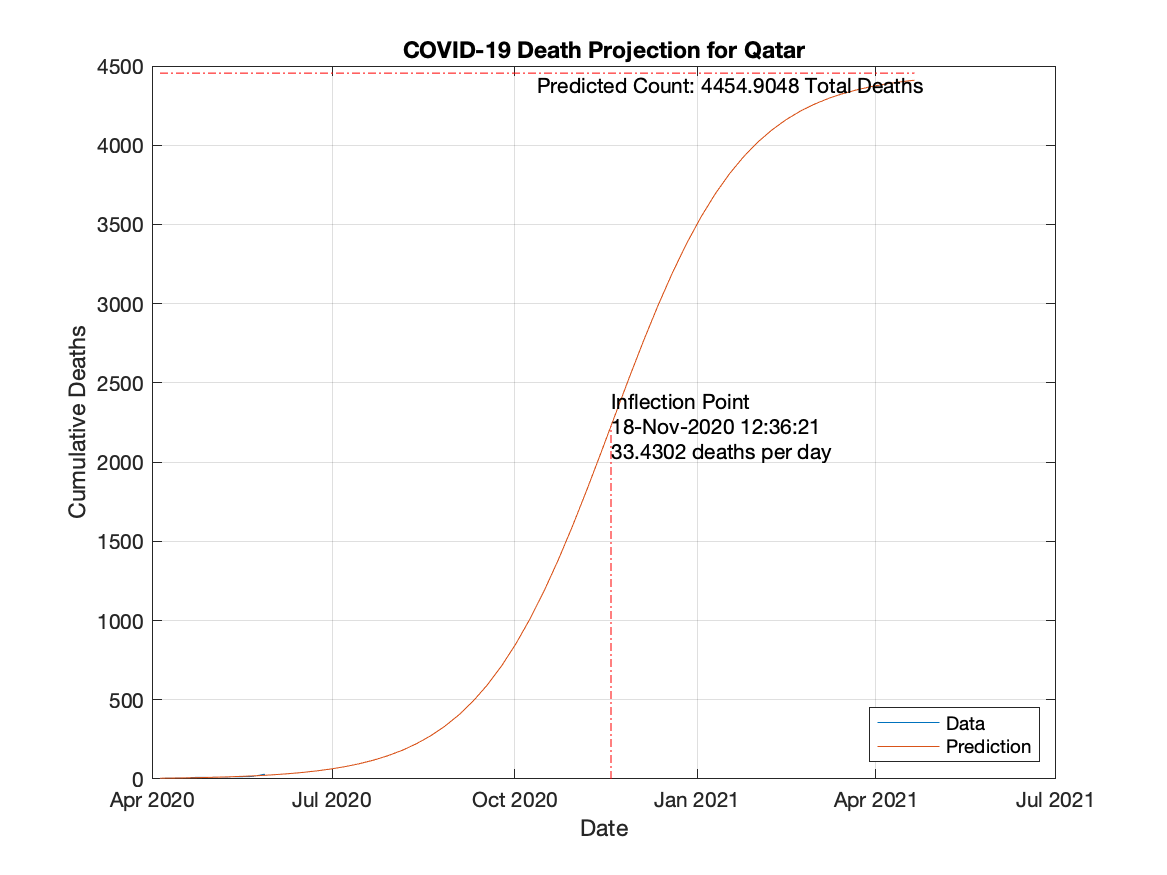 COVID-19 Death Projection for Qatar
4500
Predicted Count: 4454.9048 Total Deaths
4000
3500
3000
2500
Inflection Point
18-Nov-2020 12:36:21
33.4302 deaths per day
2000
1500
1000
500
0
Cumulative Deaths
Data
Prediction
Apr 2020 Jul 2020 Oct 2020 Jan 2021 Apr 2021 Jul 2021
Date